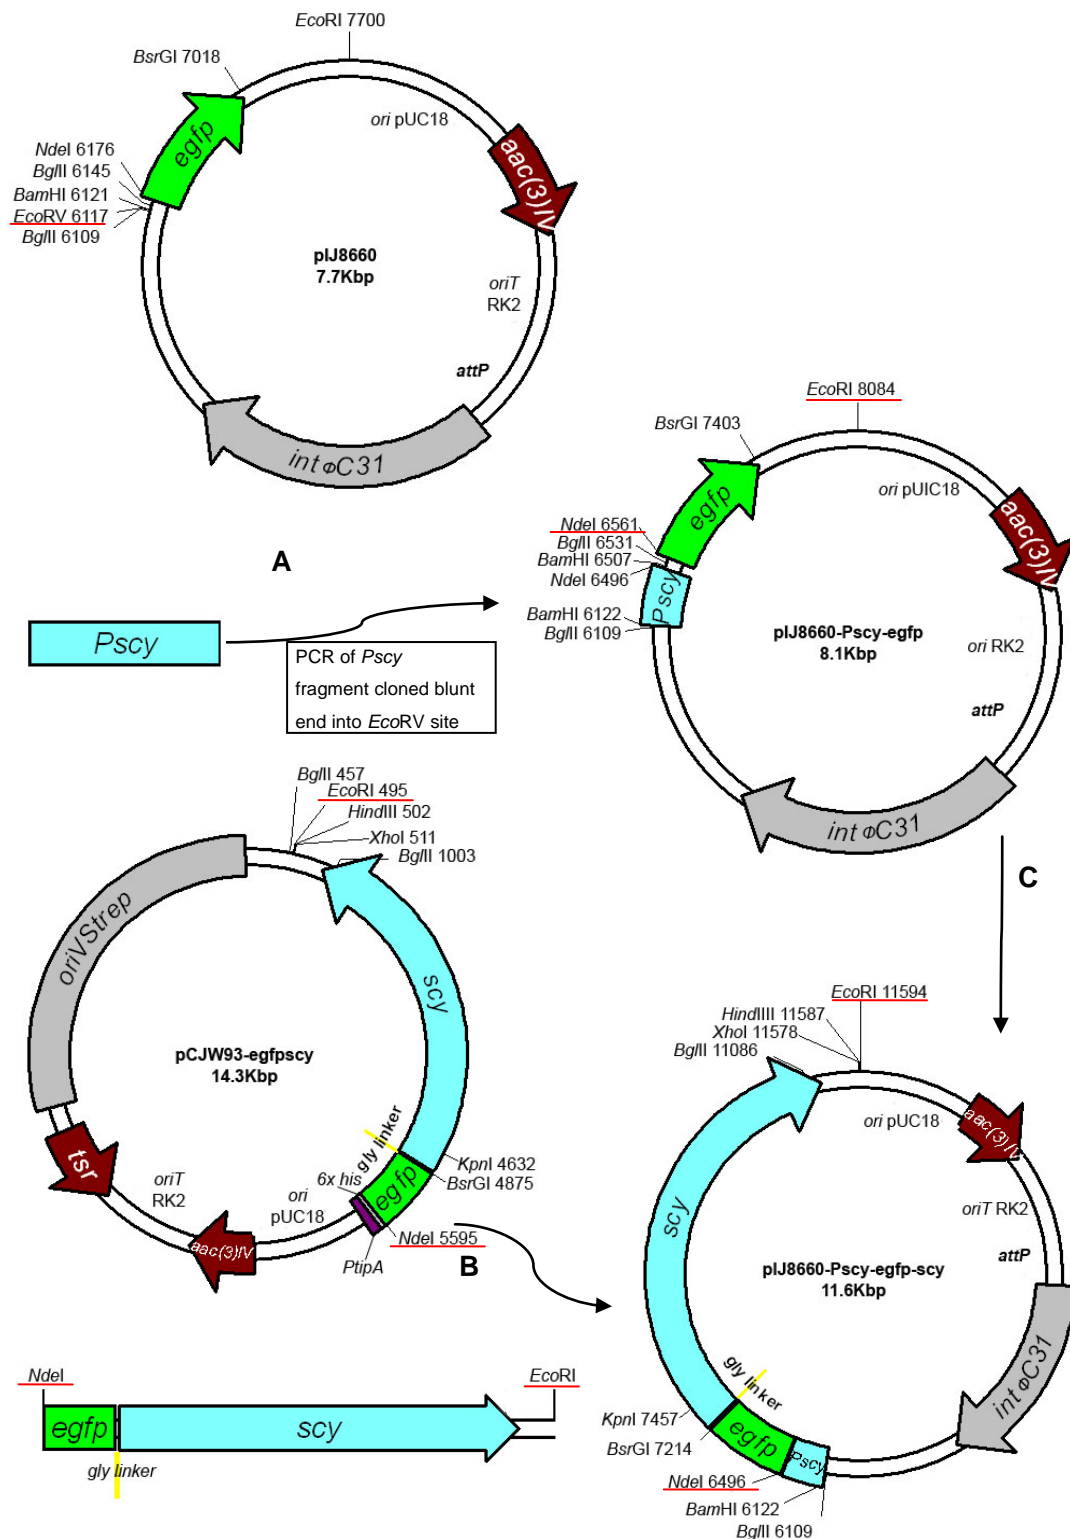 EcoRI 7700
BsrGI 7018
ori pUC18
egfp
aac(3)IV
NdeI 6176
BglII 6145
BamHI 6121
EcoRV 6117
BglII 6109
pIJ8660
7.7Kbp
oriT
RK2
attP
int φC31
EcoRI 8084
BsrGI 7403
ori pUIC18
egfp
aac(3)IV
NdeI 6561
BglII 6531
BamHI 6507
NdeI 6496
Pscy
BamHI 6122
BglII 6109
pIJ8660-Pscy-egfp
8.1Kbp
ori RK2
attP
int φC31
A
Pscy
PCR of Pscy
fragment cloned blunt
end into EcoRV site
BglII 457
EcoRI 495
HindIII 502
XhoI 511
BglII 1003
oriVStrep
scy
pCJW93-egfpscy
14.3Kbp
gly linker
KpnI 4632
BsrGI 4875
6x his
egfp
tsr
oriT
RK2
ori
pUC18
aac(3)IV
NdeI 5595
PtipA
B
C
EcoRI 11594
HindIIII 11587
XhoI 11578
BglII 11086
ori pUC18
aac(3)IV
oriT RK2
scy
attP
pIJ8660-Pscy-egfp-scy
11.6Kbp
int φC31
gly linker
KpnI 7457
BsrGI 7214
egfp
Pscy
NdeI 6496
BamHI 6122
BglII 6109
NdeI
EcoRI
egfp
scy
gly linker